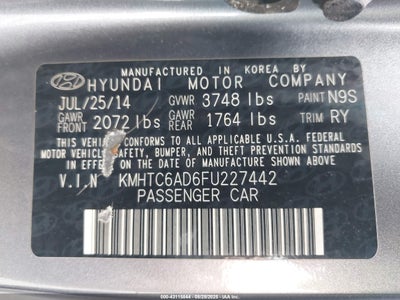 MANUFACTURED IN KOREA BY
HYUNDAI MOTOR COMPANY
JUL/25/14 GVWR 3748 lbs PAINT N9S
GAWR FRONT 2072 lbs GAWR REAR 1764 lbs TRIM RY
THIS VEHICLE CONFORMS TO ALL APPLICABLE U.S.A. FEDERAL
MOTOR VEHICLE SAFETY, BUMPER, AND THEFT PREVENTION STANDARDS
IN EFFECT ON THE DATE OF MANUFACTURE SHOWN ABOVE.
V.I.N KMHTC6AD6FU227442
PASSENGER CAR